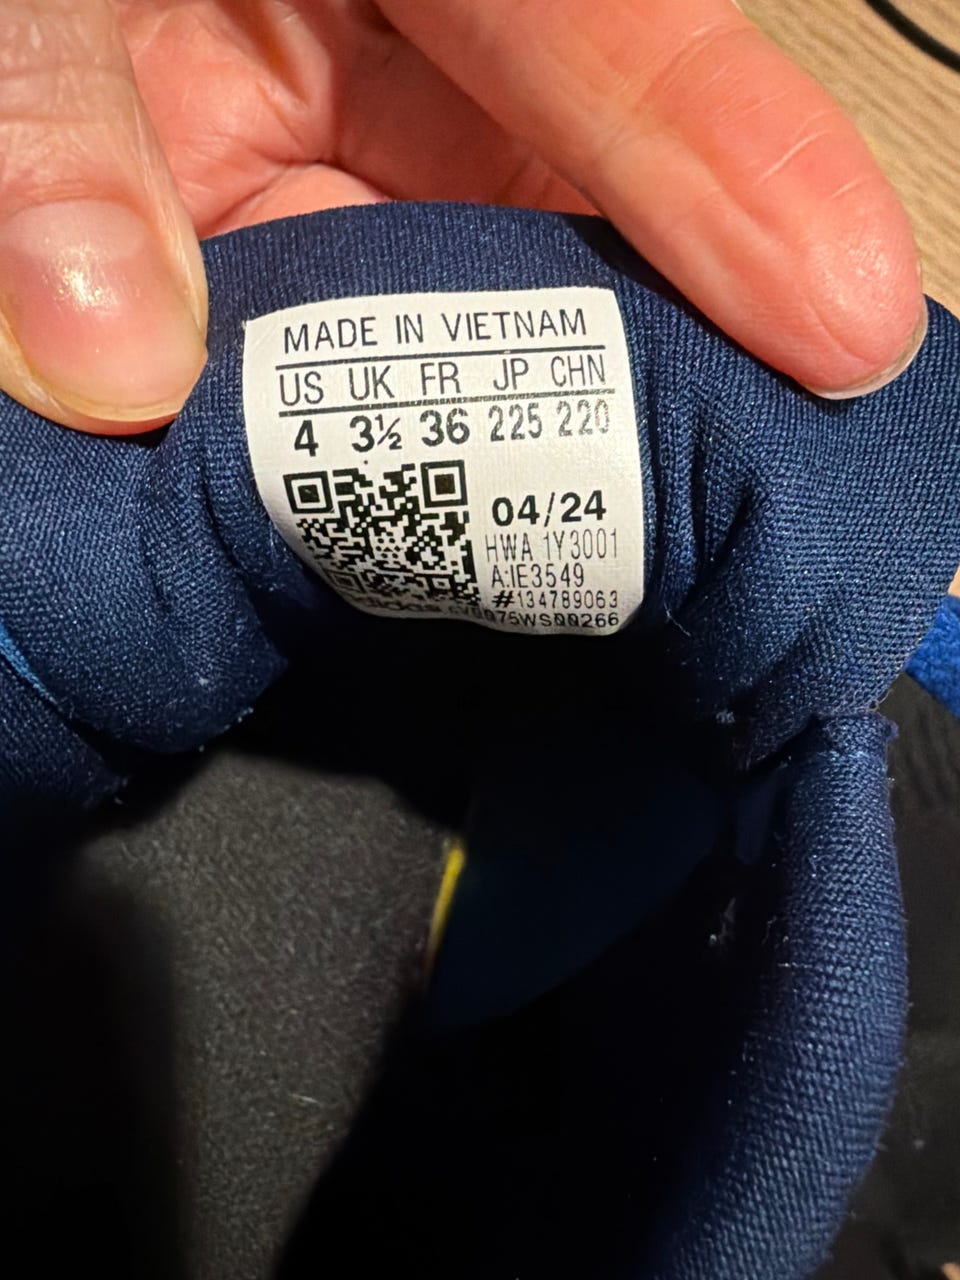 MADE IN VIETNAM
US UK FR JP CHN
4 3½ 36 225 220
04/24
HWA 1Y3001
A:IE3549
#134789063
adidas